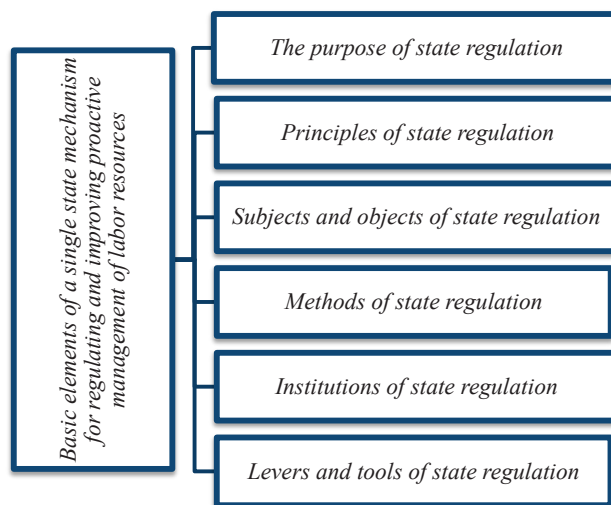 Basic elements of a single state mechanism
for regulating and improving proactive
management of labor resources
The purpose of state regulation
Principles of state regulation
Subjects and objects of state regulation
Methods of state regulation
Institutions of state regulation
Levers and tools of state regulation